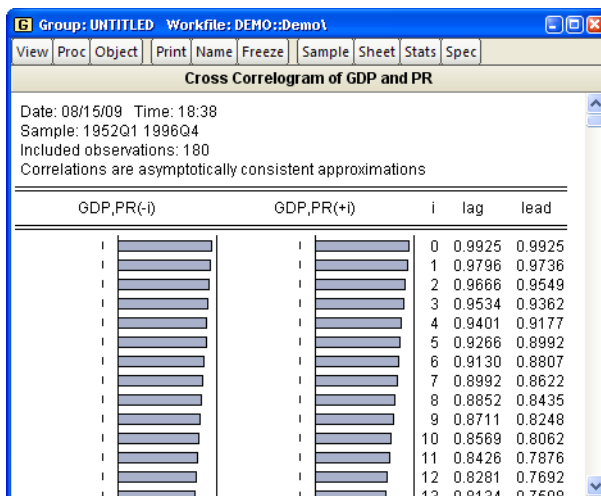 Group: UNTITLED Workfile: DEMO::Demo\
View Proc Object Print Name Freeze Sample Sheet Stats Spec
Cross Correlogram of GDP and PR
Date: 08/15/09 Time: 18:38
Sample: 1952Q1 1996Q4
Included observations: 180
Correlations are asymptotically consistent approximations
GDP,PR(-i) GDP,PR(+i) i lag lead
0 0.9925 0.9925
1 0.9796 0.9736
2 0.9666 0.9549
3 0.9534 0.9362
4 0.9401 0.9177
5 0.9266 0.8992
6 0.9130 0.8807
7 0.8992 0.8622
8 0.8852 0.8435
9 0.8711 0.8248
10 0.8569 0.8062
11 0.8426 0.7876
12 0.8281 0.7692